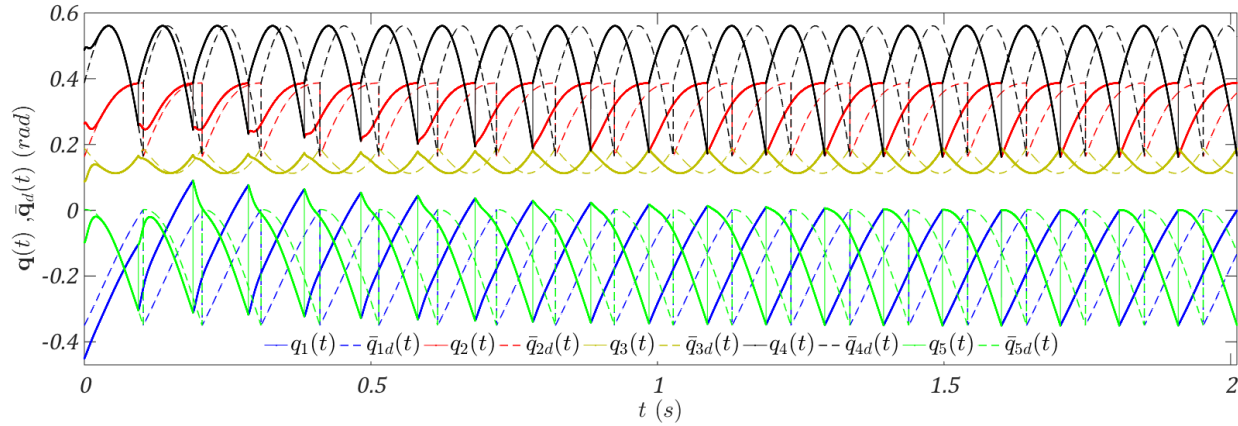 0.6
0.4
0.2
0
-0.2
-0.4
q(t) ,q̄_d(t) (rad)
q₁(t) q̄₁d(t) q₂(t) q̄₂d(t) q₃(t) q̄₃d(t) q₄(t) q̄₄d(t) q₅(t) q̄₅d(t)
0 0.5 1 1.5 2
t (s)